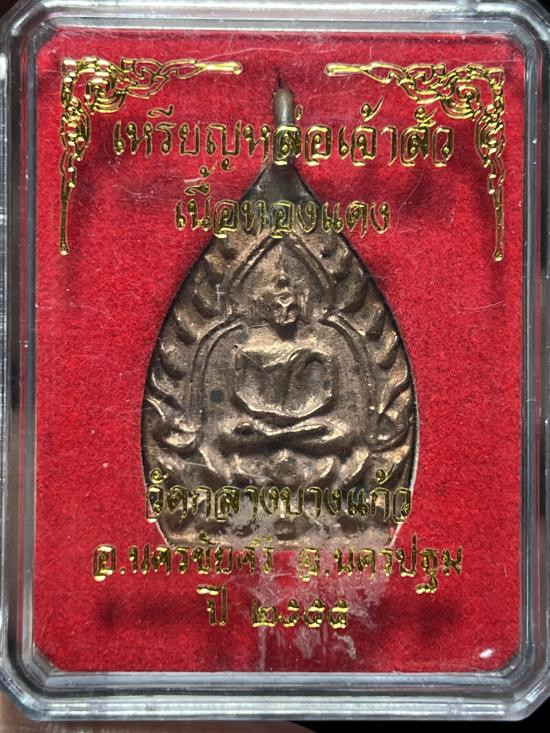 เหรียญหล่อเจ้าสัว
เนื้อทองแดง
วัดกลางบางแก้ว
อ.นครชัยศรี จ.นครปฐม
ปี ๒๕๕๕